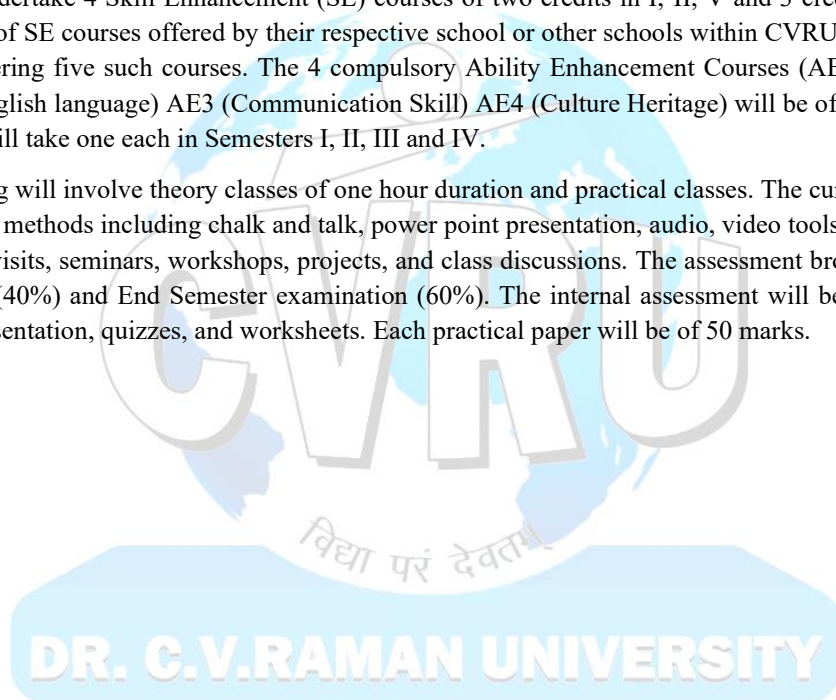 undertake 4 Skill Enhancement (SE) courses of two credits in I, II, V and 3 cre
of SE courses offered by their respective school or other schools within CVRU
ering five such courses. The 4 compulsory Ability Enhancement Courses (AE
glish language) AE3 (Communication Skill) AE4 (Culture Heritage) will be of
ill take one each in Semesters I, II, III and IV.
g will involve theory classes of one hour duration and practical classes. The cu
methods including chalk and talk, power point presentation, audio, video tools
visits, seminars, workshops, projects, and class discussions. The assessment bro
(40%) and End Semester examination (60%). The internal assessment will be
sentation, quizzes, and worksheets. Each practical paper will be of 50 marks.
CVRU
विद्या परं देवतम्
DR. C.V.RAMAN UNIVERSITY